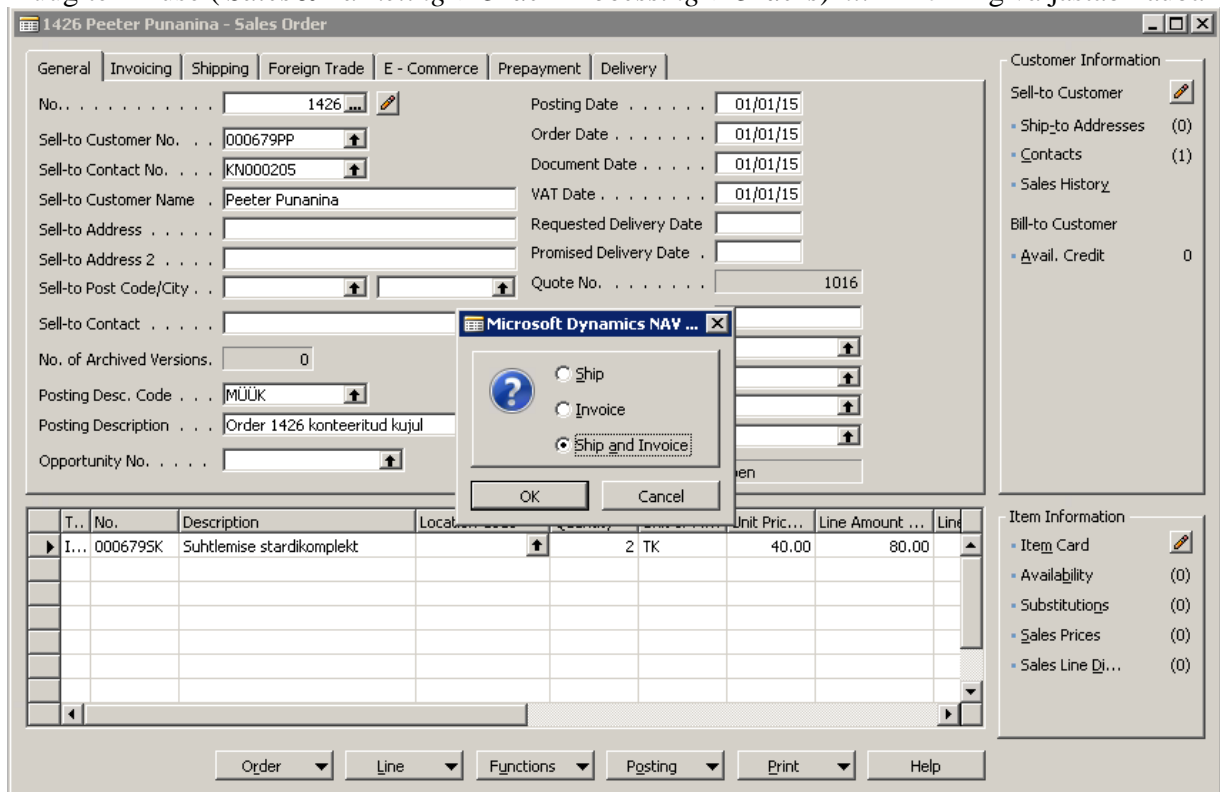 1426 Peeter Punanina - Sales Order
General Invoicing Shipping Foreign Trade E - Commerce Prepayment Delivery
No. . . . . . . . . . . . 1426 ...
Sell-to Customer No. . . . 000679PP
Sell-to Contact No. . . . . KN000205
Sell-to Customer Name . Peeter Punanina
Sell-to Address . . . . .
Sell-to Address 2 . . . .
Sell-to Post Code/City . .
Sell-to Contact . . . . .
No. of Archived Versions. 0
Posting Desc. Code . . . MÜÜK
Posting Description . . . Order 1426 konteeritud kujul
Opportunity No. . . . . .
Posting Date . . . . . . 01/01/15
Order Date . . . . . . . 01/01/15
Document Date . . . . . 01/01/15
VAT Date . . . . . . . . 01/01/15
Requested Delivery Date
Promised Delivery Date .
Quote No. . . . . . . . 1016
Microsoft Dynamics NAV ...
Ship
Invoice
Ship and Invoice
OK Cancel
Customer Information
Sell-to Customer
Ship-to Addresses (0)
Contacts (1)
Sales History
Bill-to Customer
Avail. Credit 0
T.. No. Description Unit Pric... Line Amount ...
I... 000679SK Suhtlemise stardikomplekt 2 TK 40.00 80.00
Item Information
Item Card
Availability (0)
Substitutions (0)
Sales Prices (0)
Sales Line Di... (0)
Order Line Functions Posting Print Help